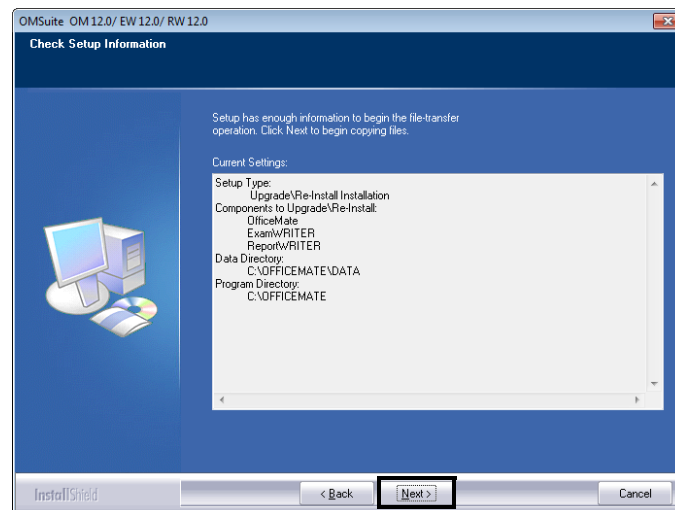 OMSuite OM 12.0/ EW 12.0/ RW 12.0
Check Setup Information
Setup has enough information to begin the file-transfer
operation. Click Next to begin copying files.
Current Settings:
Setup Type:
Upgrade\Re-Install Installation
Components to Upgrade\Re-Install:
OfficeMate
ExamWRITER
ReportWRITER
Data Directory:
C:\OFFICEMATE\DATA
Program Directory:
C:\OFFICEMATE
InstallShield
< Back
Next >
Cancel